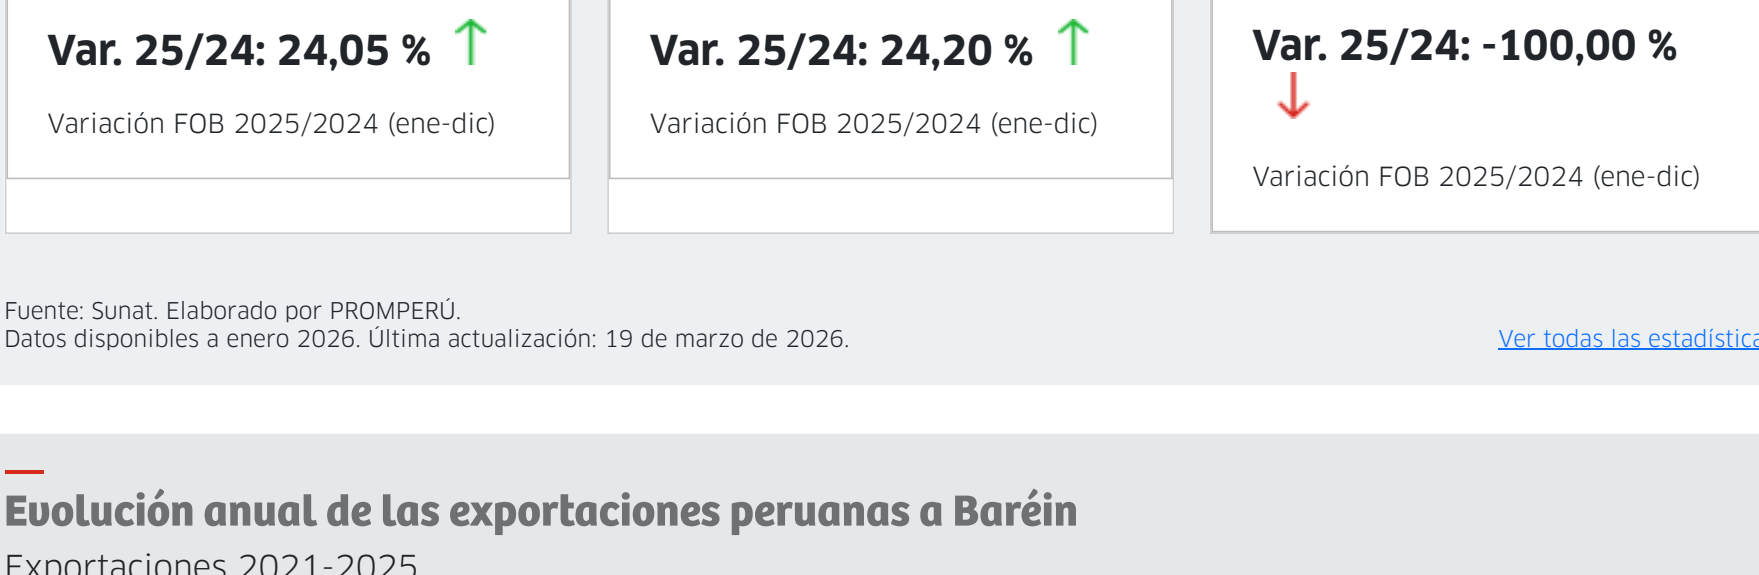 Var. 25/24: 24,05 %
Variación FOB 2025/2024 (ene-dic)
Var. 25/24: 24,20 %
Variación FOB 2025/2024 (ene-dic)
Var. 25/24: -100,00 %
Variación FOB 2025/2024 (ene-dic)
Fuente: Sunat. Elaborado por PROMPERÚ.
Datos disponibles a enero 2026. Última actualización: 19 de marzo de 2026.
Ver todas las
Evolución anual de las exportaciones peruanas a Baréin
Exportaciones 2021-2025